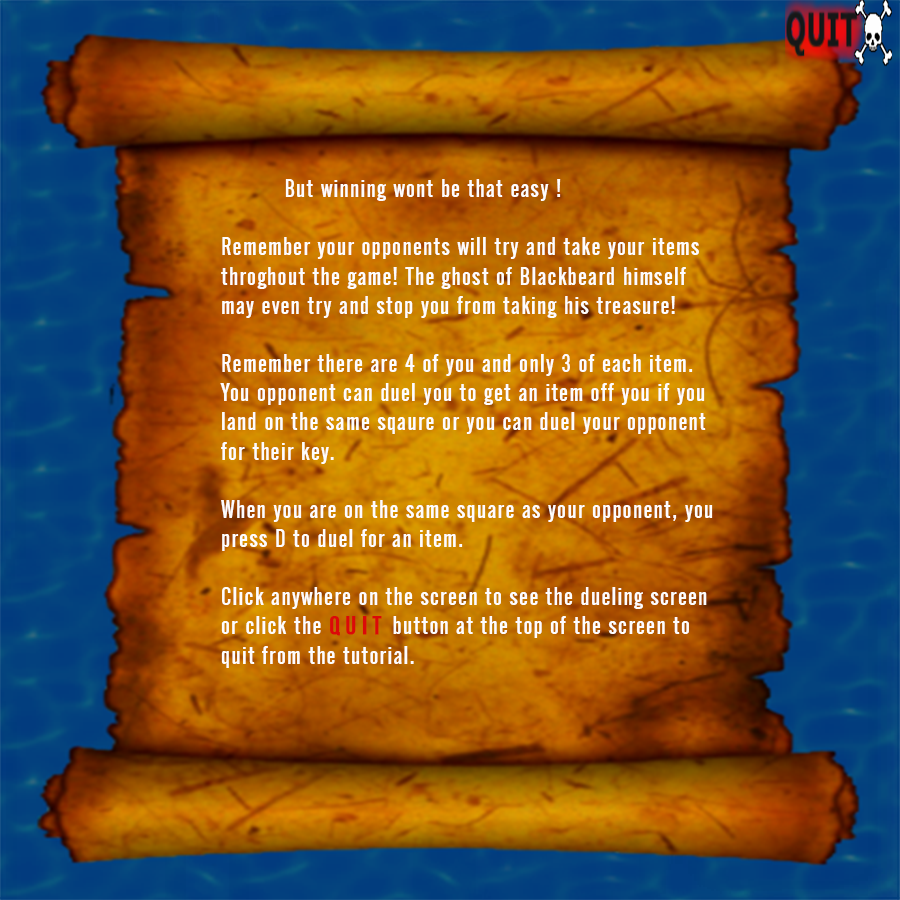 QUIT
But winning wont be that easy !
Remember your opponents will try and take your items
throghout the game! The ghost of Blackbeard himself
may even try and stop you from taking his treasure!
Remember there are 4 of you and only 3 of each item.
You opponent can duel you to get an item off you if you
land on the same sqaure or you can duel your opponent
for their key.
When you are on the same square as your opponent, you
press D to duel for an item.
Click anywhere on the screen to see the dueling screen
or click the QUIT button at the top of the screen to
quit from the tutorial.